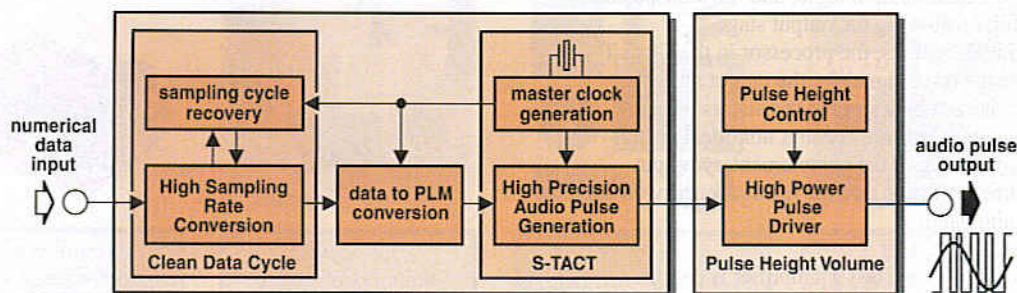 sampling cycle
recovery
master clock
generation
Pulse Height
Control
numerical
data
input
audio pulse
output
High Sampling
Rate
Conversion
data to PLM
conversion
High Precision
Audio Pulse
Generation
High Power
Pulse
Driver
Clean Data Cycle
S-TACT
Pulse Height Volume